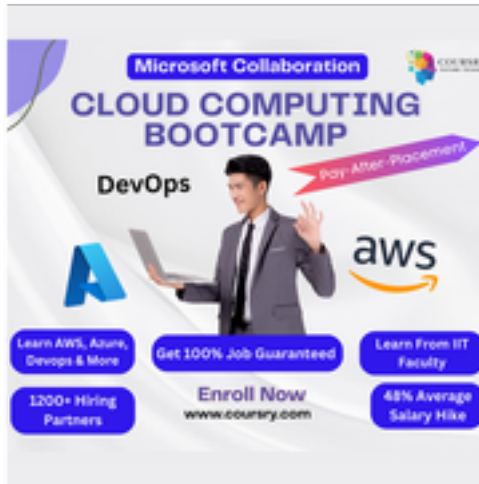 Microsoft Collaboration
COURSRY
CLOUD COMPUTING
BOOTCAMP
Pay-After-Placement
DevOps
aws
Learn AWS, Azure,
Devops & More
Get 100% Job Guaranteed
Learn From IIT
Faculty
1200+ Hiring
Partners
Enroll Now
www.coursry.com
48% Average
Salary Hike